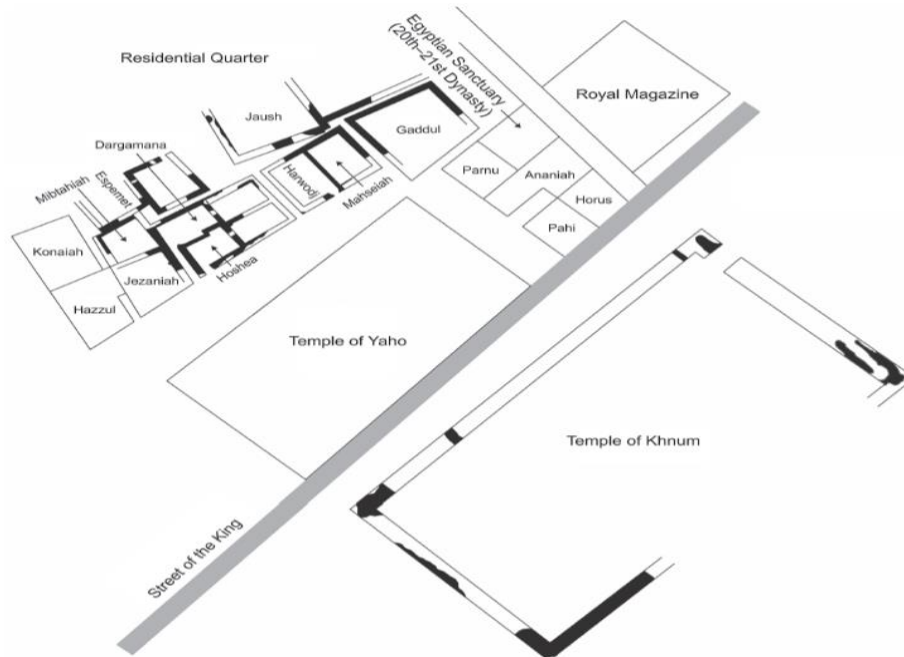 Residential Quarter
Egyptian Sanctuary
(20th–21st Dynasty)
Royal Magazine
Jaush
Gaddul
Dargamana
Mibtahiah
Espemet
Harwodj
Mahseiah
Parnu
Ananiah
Horus
Pahi
Konaiah
Jezaniah
Hoshea
Hazzul
Temple of Yaho
Temple of Khnum
Street of the King